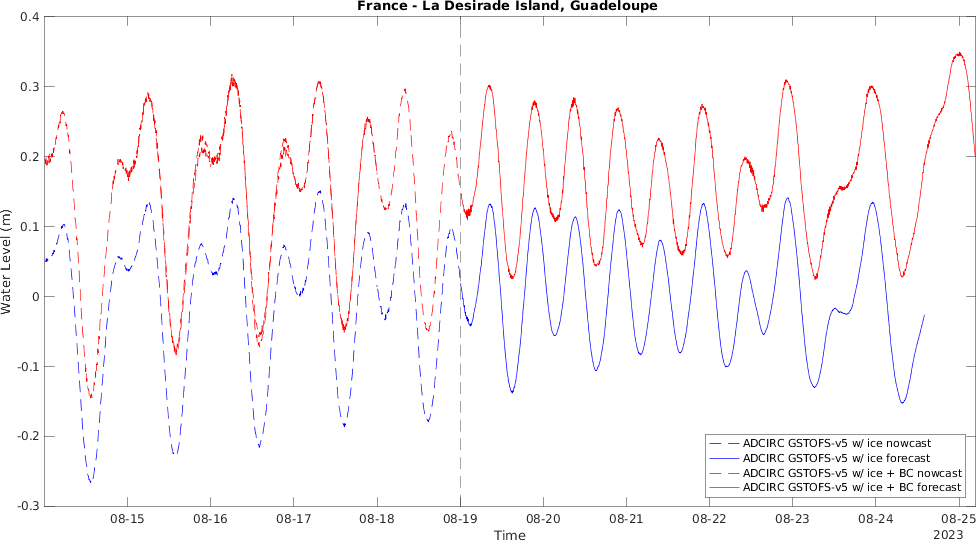 France - La Desirade Island, Guadeloupe
0.4
0.3
0.2
0.1
0
-0.1
-0.2
-0.3
Water Level (m)
ADCIRC GSTOFS-v5 w/ ice nowcast
ADCIRC GSTOFS-v5 w/ ice forecast
ADCIRC GSTOFS-v5 w/ ice + BC nowcast
ADCIRC GSTOFS-v5 w/ ice + BC forecast
08-15 08-16 08-17 08-18 08-19 08-20 08-21 08-22 08-23 08-24 08-25
Time
2023